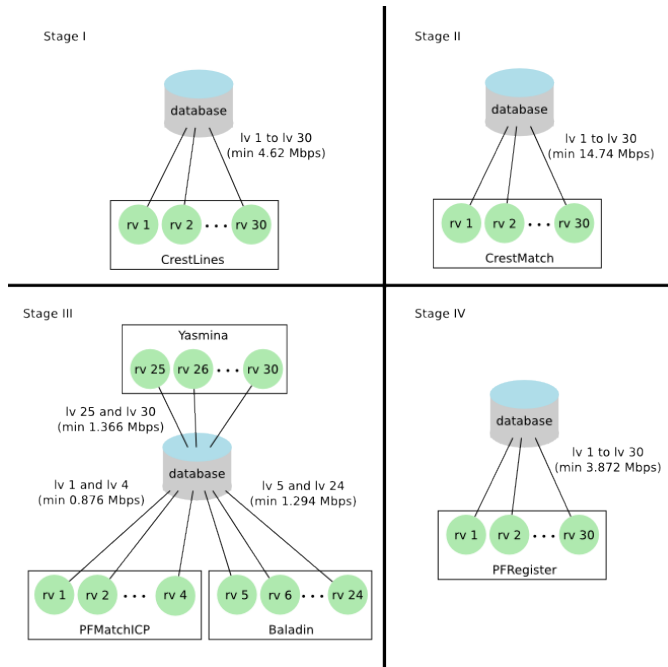 Stage I
database
lv 1 to lv 30
(min 4.62 Mbps)
rv 1 rv 2 ... rv 30
CrestLines
Stage II
database
lv 1 to lv 30
(min 14.74 Mbps)
rv 1 rv 2 ... rv 30
CrestMatch
Stage III
Yasmina
rv 25 rv 26 ... rv 30
lv 25 and lv 30
(min 1.366 Mbps)
database
lv 1 and lv 4
(min 0.876 Mbps)
lv 5 and lv 24
(min 1.294 Mbps)
rv 1 rv 2 ... rv 4
PFMatchICP
rv 5 rv 6 ... rv 24
Baladin
Stage IV
database
lv 1 to lv 30
(min 3.872 Mbps)
rv 1 rv 2 ... rv 30
PFRegister